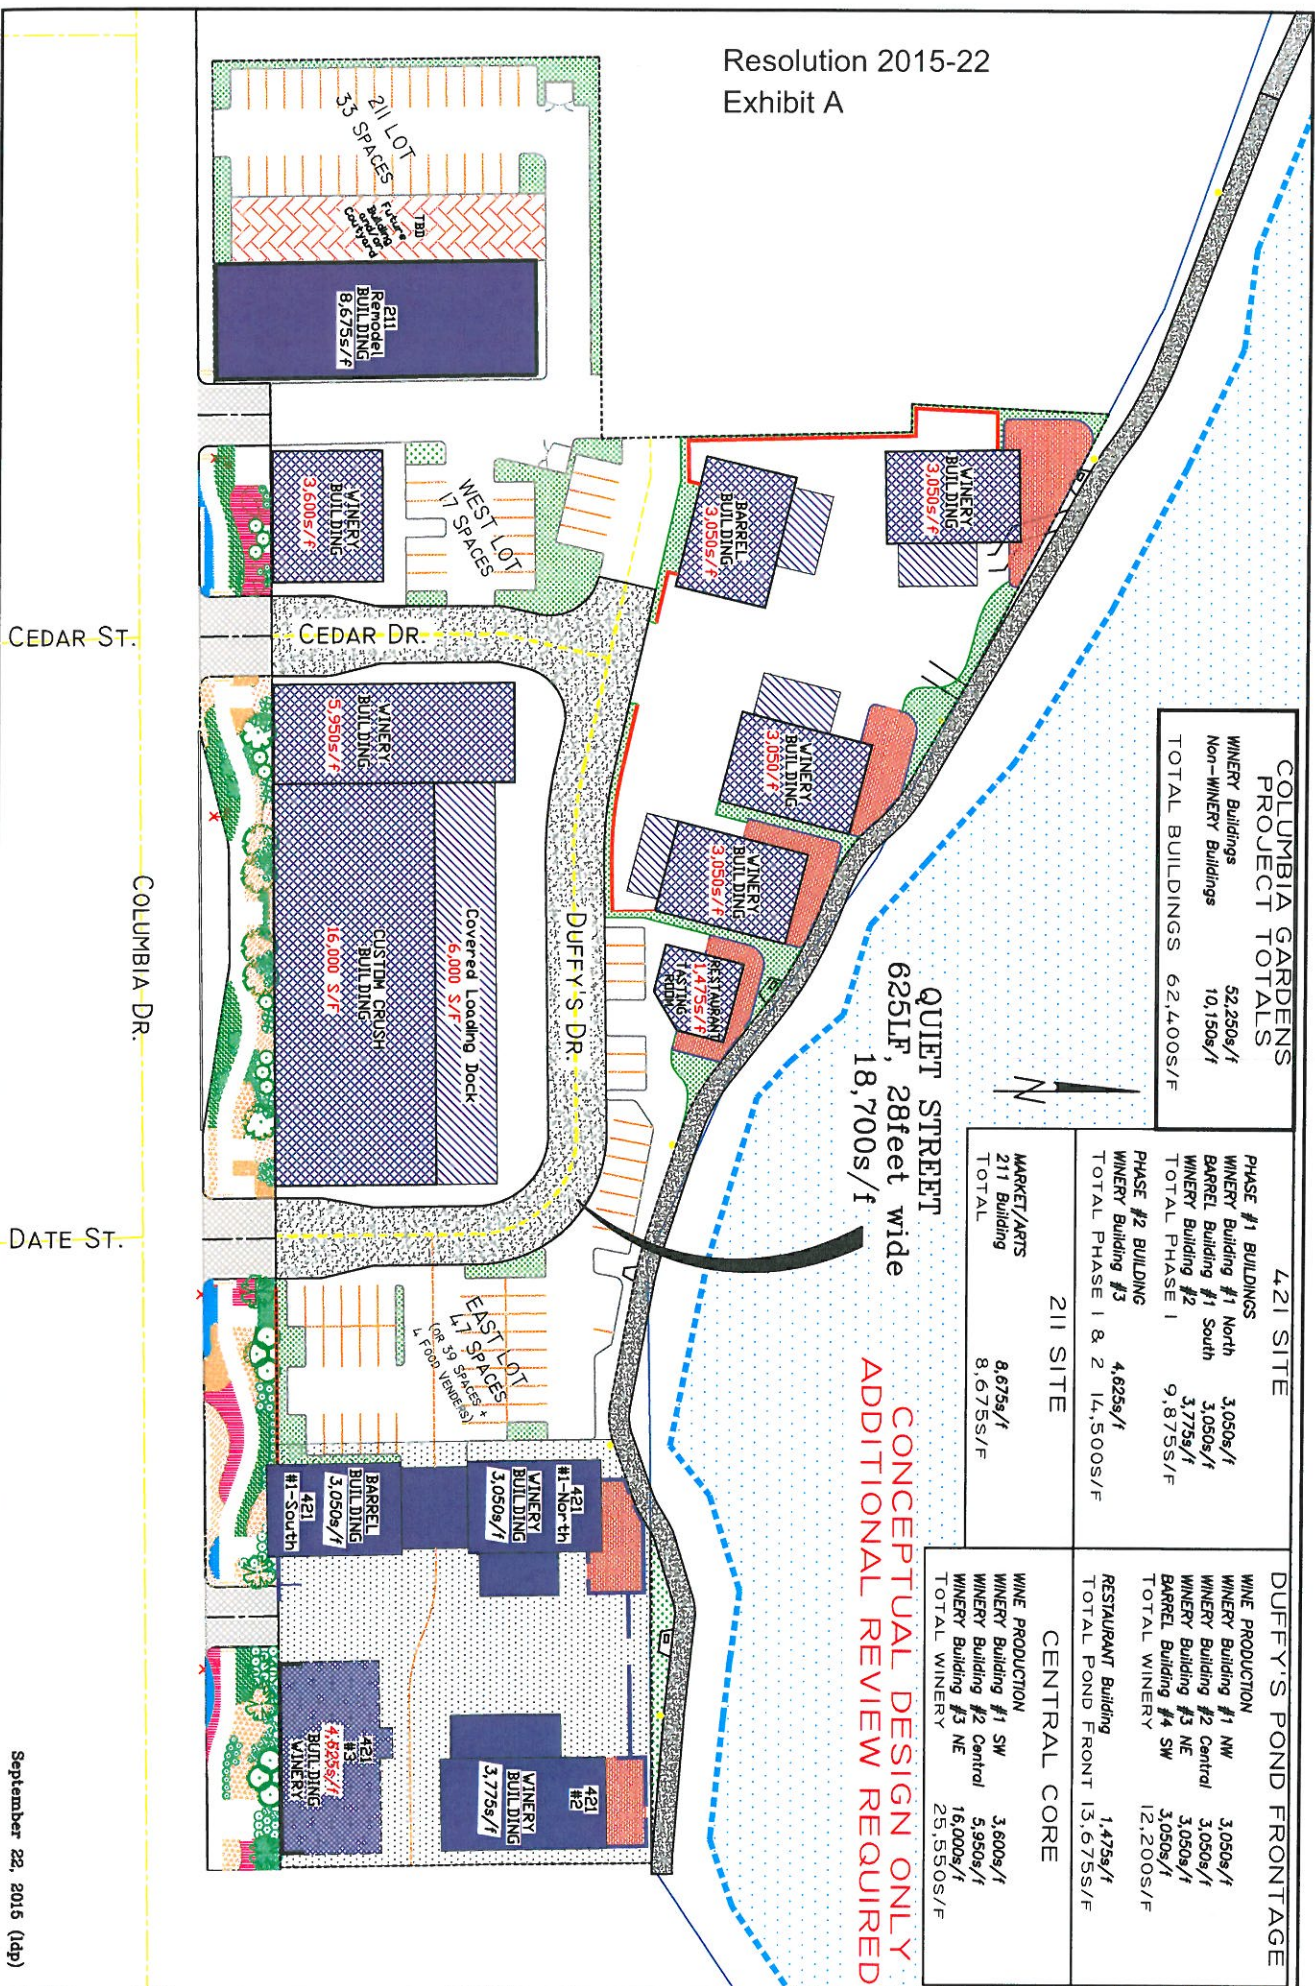 Resolution 2015-22
Exhibit A
COLUMBIA GARDENS
PROJECT TOTALS
WINERY Buildings 52,250s/f
Non-WINERY Buildings 10,150s/f
TOTAL BUILDINGS 62,400S/F
421 SITE
PHASE #1 BUILDINGS
WINERY Building #1 North 3,050s/f
BARREL Building #1 South 3,050s/f
WINERY Building #2 3,775s/f
TOTAL PHASE 1 9,875S/F
PHASE #2 BUILDING
WINERY Building #3 4,625s/f
TOTAL PHASE 1 & 2 14,500S/F
211 SITE
MARKET/ARTS
211 Building 8,675s/f
TOTAL 8,675S/F
DUFFY'S POND FRONTAGE
WINE PRODUCTION
WINERY Building #1 NW 3,050s/f
WINERY Building #2 Central 3,050s/f
WINERY Building #3 NE 3,050s/f
BARREL Building #4 SW 3,050s/f
TOTAL WINERY 12,200S/F
RESTAURANT Building 1,475s/f
TOTAL POND FRONT 13,675S/F
CENTRAL CORE
WINE PRODUCTION
WINERY Building #1 SW 3,600s/f
WINERY Building #2 Central 5,950s/f
WINERY Building #3 NE 16,000s/f
TOTAL WINERY 25,550S/F
N
QUIET STREET
625LF, 28feet wide
18,700s/f
CONCEPTUAL DESIGN ONLY
ADDITIONAL REVIEW REQUIRED
211 LOT
33 SPACES
TBD
Future
Building
and/or
Coutyard
211
Remodel
BUILDING
8,675s/f
WINERY
BUILDING
3,600s/f
WEST LOT
17 SPACES
BARREL
BUILDING
3,050s/f
WINERY
BUILDING
3,050s/f
WINERY
BUILDING
3,050/f
WINERY
BUILDING
3,050s/f
RESTAURANT
1,475s/f
TASTING
ROOM
CEDAR ST.
CEDAR DR.
WINERY
BUILDING
5,950s/f
Covered Loading Dock
6,000 S/F
CUSTOM CRUSH
BUILDING
16,000 S/F
DUFFY'S DR.
COLUMBIA DR.
DATE ST.
EAST LOT
47 SPACES
(OR 39 SPACES +
4 FOOD VENDERS)
421
#1-North
WINERY
BUILDING
3,050s/f
BARREL
BUILDING
3,050s/f
421
#1-South
421
#2
WINERY
BUILDING
3,775s/f
421
#3
4,625s/f
BUILDING
WINERY
September 22, 2015 (ldp)